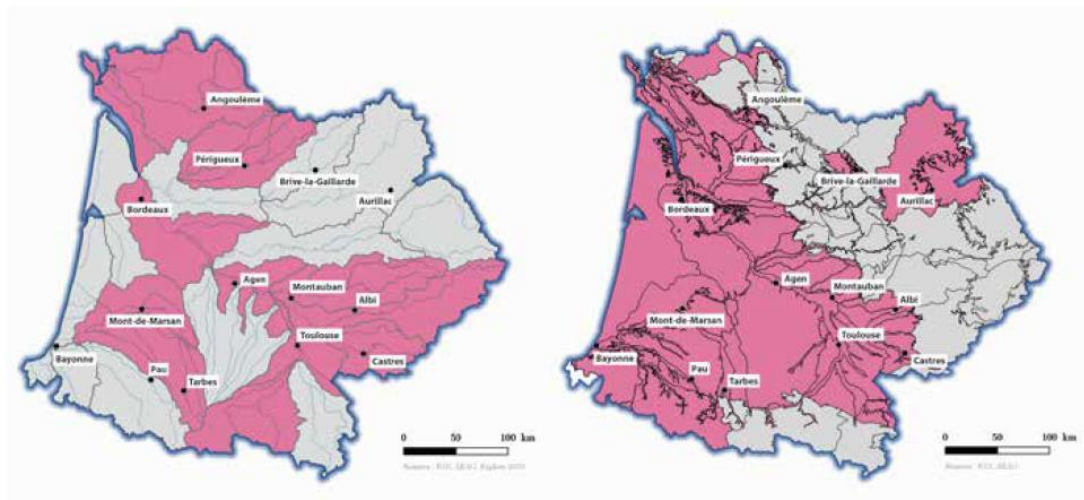 Angoulême
Périgueux
Brive-la-Gaillarde
Aurillac
Bordeaux
Agen
Montauban
Albi
Mont-de-Marsan
Toulouse
Bayonne
Castres
Pau
Tarbes
0 50 100 km
Angoulême
Périgueux
Brive-la-Gaillarde
Aurillac
Bordeaux
Agen
Montauban
Albi
Mont-de-Marsan
Toulouse
Bayonne
Castres
Pau
Tarbes
0 50 100 km